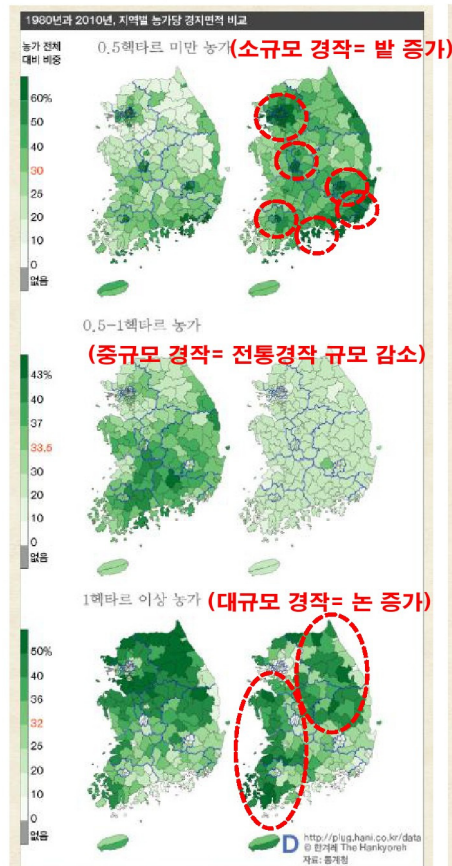 1980년과 2010년, 지역별 농가당 경지면적 비교
농가 전체
대비 비중
0.5헥타르 미만 농가 (소규모 경작= 밭 증가)
60%
50
40
30
25
20
10
0
없음
0.5-1헥타르 농가
(중규모 경작= 전통경작 규모 감소)
43%
40
37
33.5
30
20
10
0
없음
1헥타르 이상 농가 (대규모 경작= 논 증가)
50%
40
36
32
25
20
10
0
없음
D http://plug.hani.co.kr/data
© 한겨레 The Hankyoreh
자료: 통계청